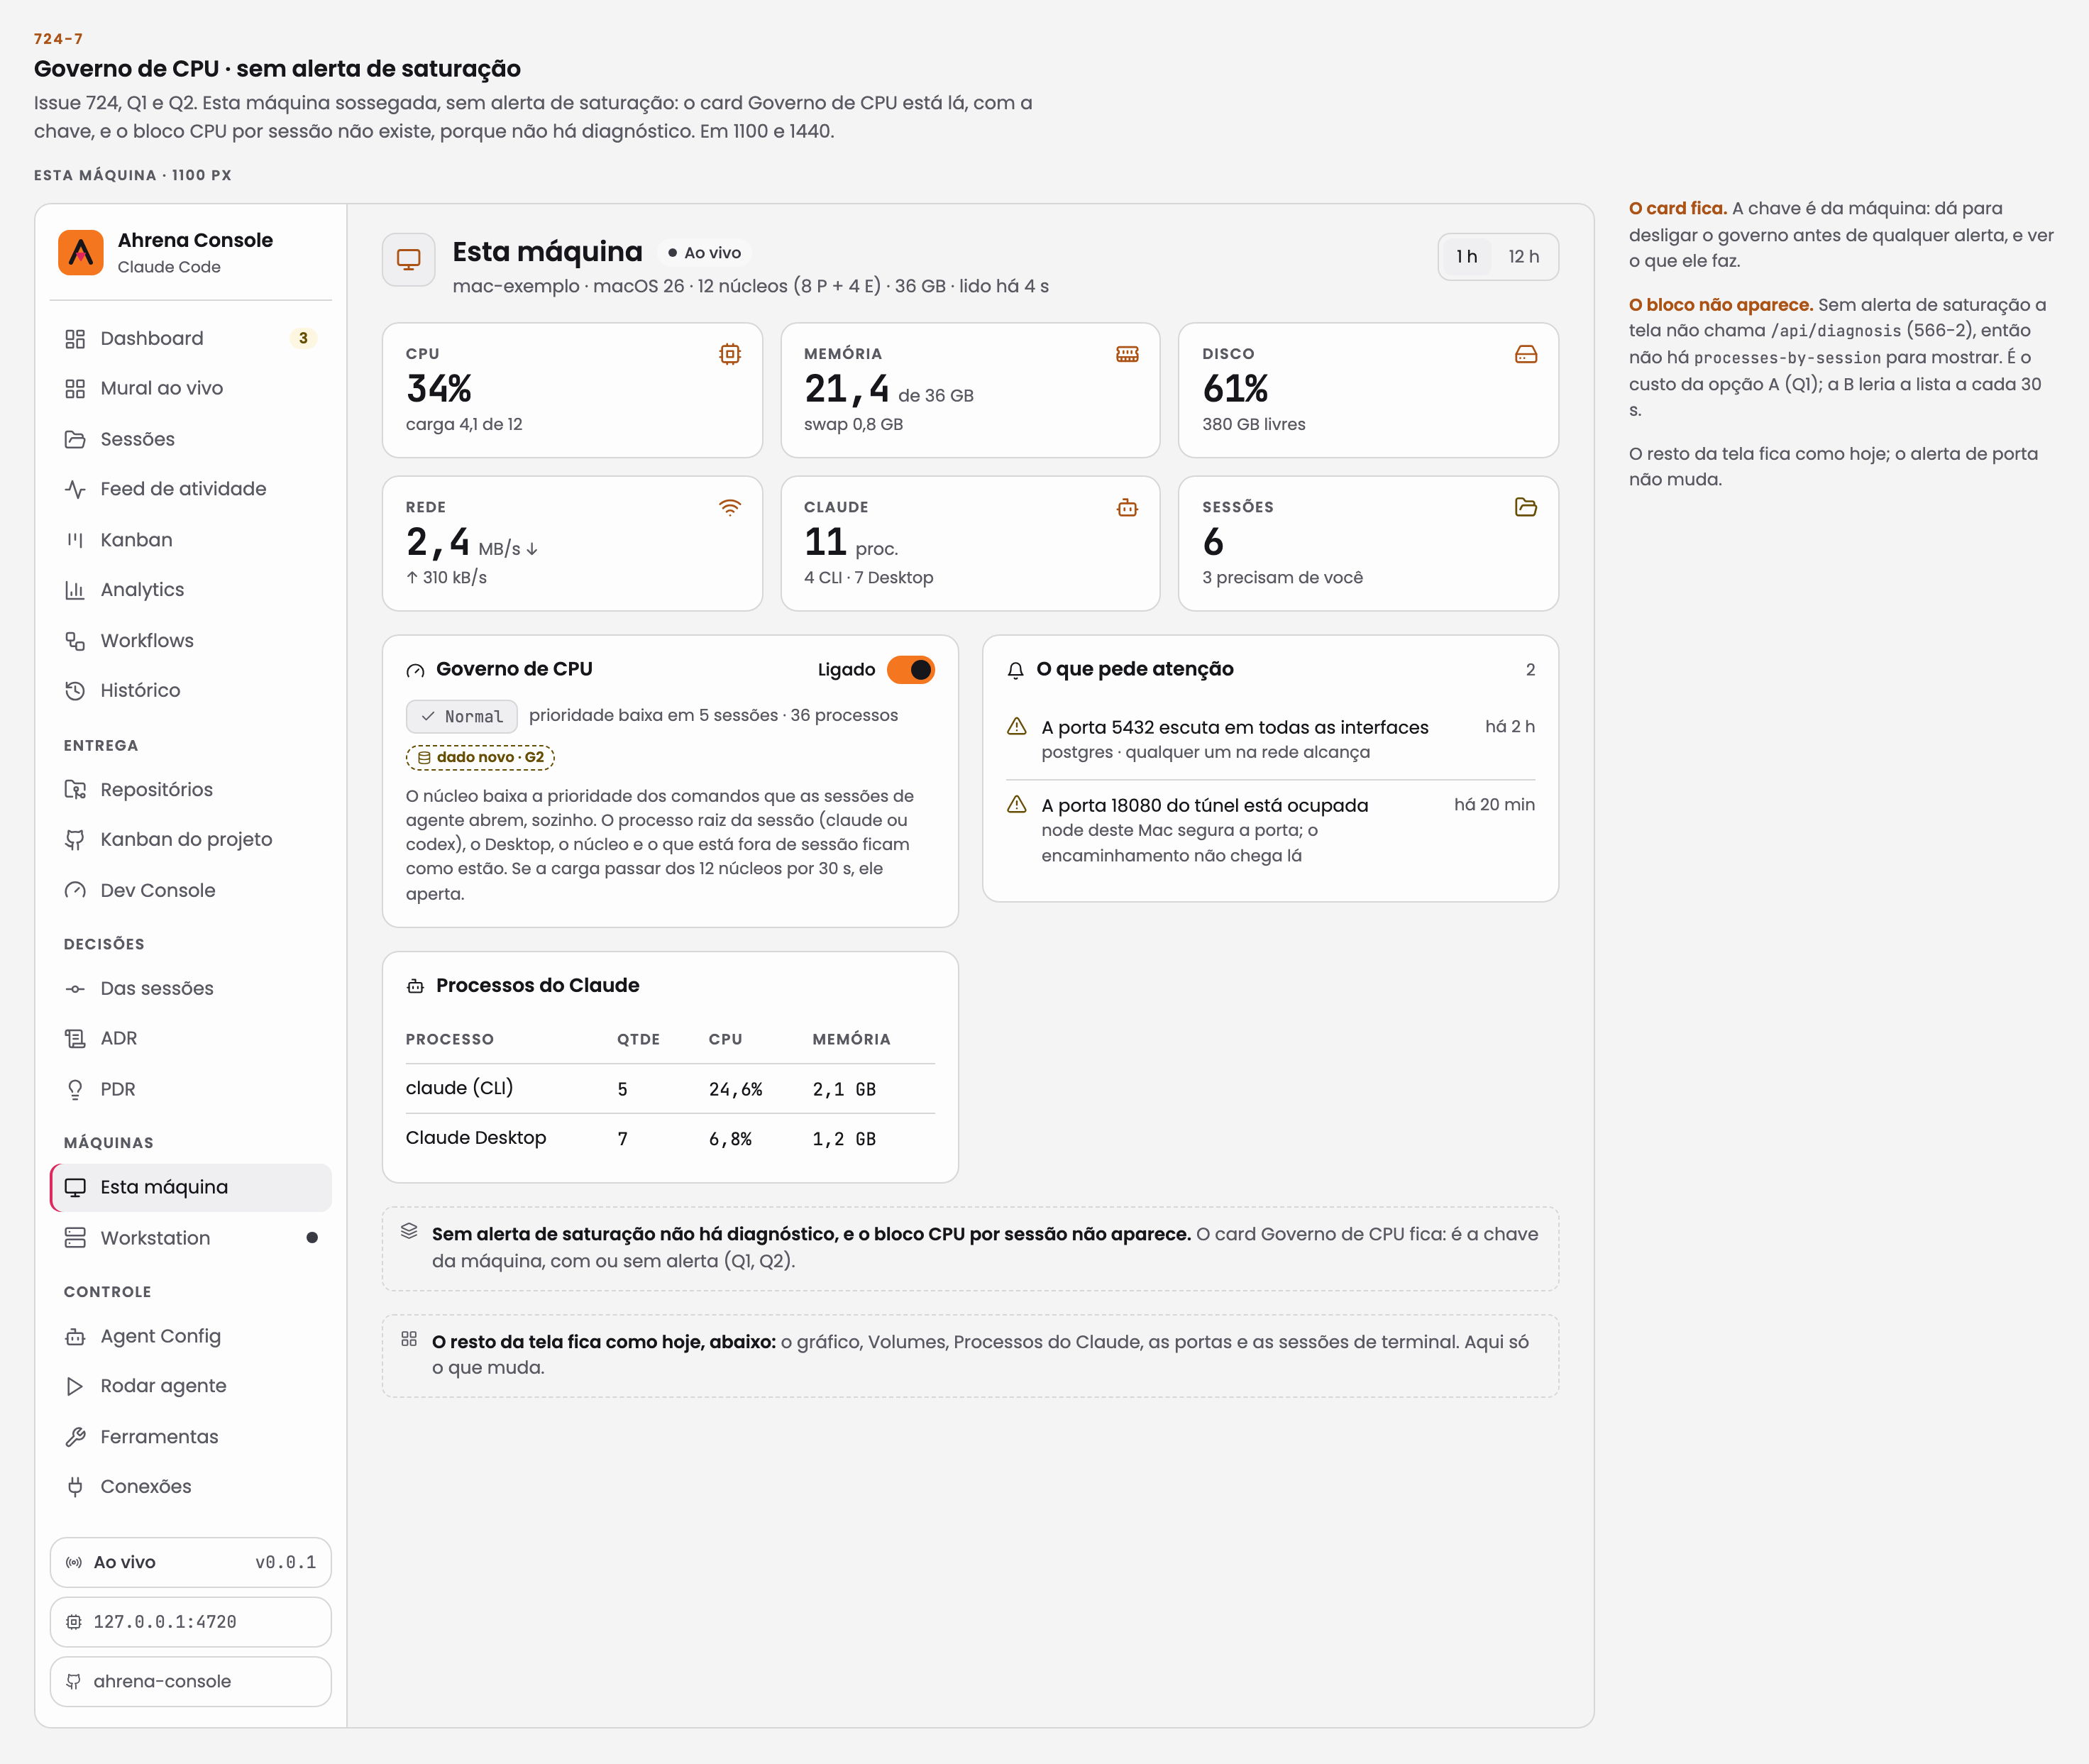 724-7
Governo de CPU · sem alerta de saturação
Issue 724, Q1 e Q2. Esta máquina sossegada, sem alerta de saturação: o card Governo de CPU está lá, com a
chave, e o bloco CPU por sessão não existe, porque não há diagnóstico. Em 1100 e 1440.
ESTA MÁQUINA · 1100 PX
Ahrena Console
Claude Code
Dashboard 3
Mural ao vivo
Sessões
Feed de atividade
Kanban
Analytics
Workflows
Histórico
ENTREGA
Repositórios
Kanban do projeto
Dev Console
DECISÕES
Das sessões
ADR
PDR
MÁQUINAS
Esta máquina
Workstation
CONTROLE
Agent Config
Rodar agente
Ferramentas
Conexões
Ao vivo v0.0.1
127.0.0.1:4720
ahrena-console
Esta máquina Ao vivo
mac-exemplo · macOS 26 · 12 núcleos (8 P + 4 E) · 36 GB · lido há 4 s
1 h 12 h
CPU
34%
carga 4,1 de 12
MEMÓRIA
21,4 de 36 GB
swap 0,8 GB
DISCO
61%
380 GB livres
REDE
2,4 MB/s ↓
↑ 310 kB/s
CLAUDE
11 proc.
4 CLI · 7 Desktop
SESSÕES
6
3 precisam de você
Governo de CPU Ligado
Normal prioridade baixa em 5 sessões · 36 processos
dado novo · G2
O núcleo baixa a prioridade dos comandos que as sessões de
agente abrem, sozinho. O processo raiz da sessão (claude ou
codex), o Desktop, o núcleo e o que está fora de sessão ficam
como estão. Se a carga passar dos 12 núcleos por 30 s, ele
aperta.
O que pede atenção 2
A porta 5432 escuta em todas as interfaces há 2 h
postgres · qualquer um na rede alcança
A porta 18080 do túnel está ocupada há 20 min
node deste Mac segura a porta; o
encaminhamento não chega lá
Processos do Claude
PROCESSO QTDE CPU MEMÓRIA
claude (CLI) 5 24,6% 2,1 GB
Claude Desktop 7 6,8% 1,2 GB
Sem alerta de saturação não há diagnóstico, e o bloco CPU por sessão não aparece. O card Governo de CPU fica: é a chave
da máquina, com ou sem alerta (Q1, Q2).
O resto da tela fica como hoje, abaixo: o gráfico, Volumes, Processos do Claude, as portas e as sessões de terminal. Aqui só
o que muda.
O card fica. A chave é da máquina: dá para
desligar o governo antes de qualquer alerta, e ver
o que ele faz.
O bloco não aparece. Sem alerta de saturação a
tela não chama /api/diagnosis (566-2), então
não há processes-by-session para mostrar. É o
custo da opção A (Q1); a B leria a lista a cada 30
s.
O resto da tela fica como hoje; o alerta de porta
não muda.